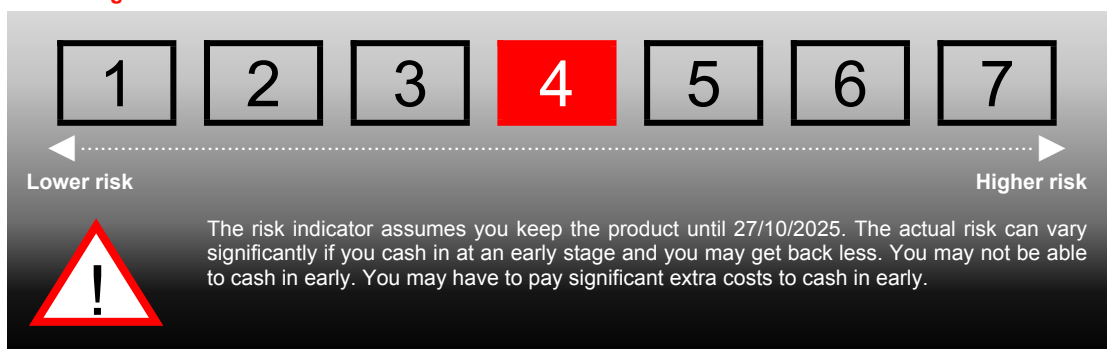 1 2 3 4 5 6 7
Lower risk Higher risk
The risk indicator assumes you keep the product until 27/10/2025. The actual risk can vary
significantly if you cash in at an early stage and you may get back less. You may not be able
to cash in early. You may have to pay significant extra costs to cash in early.
!